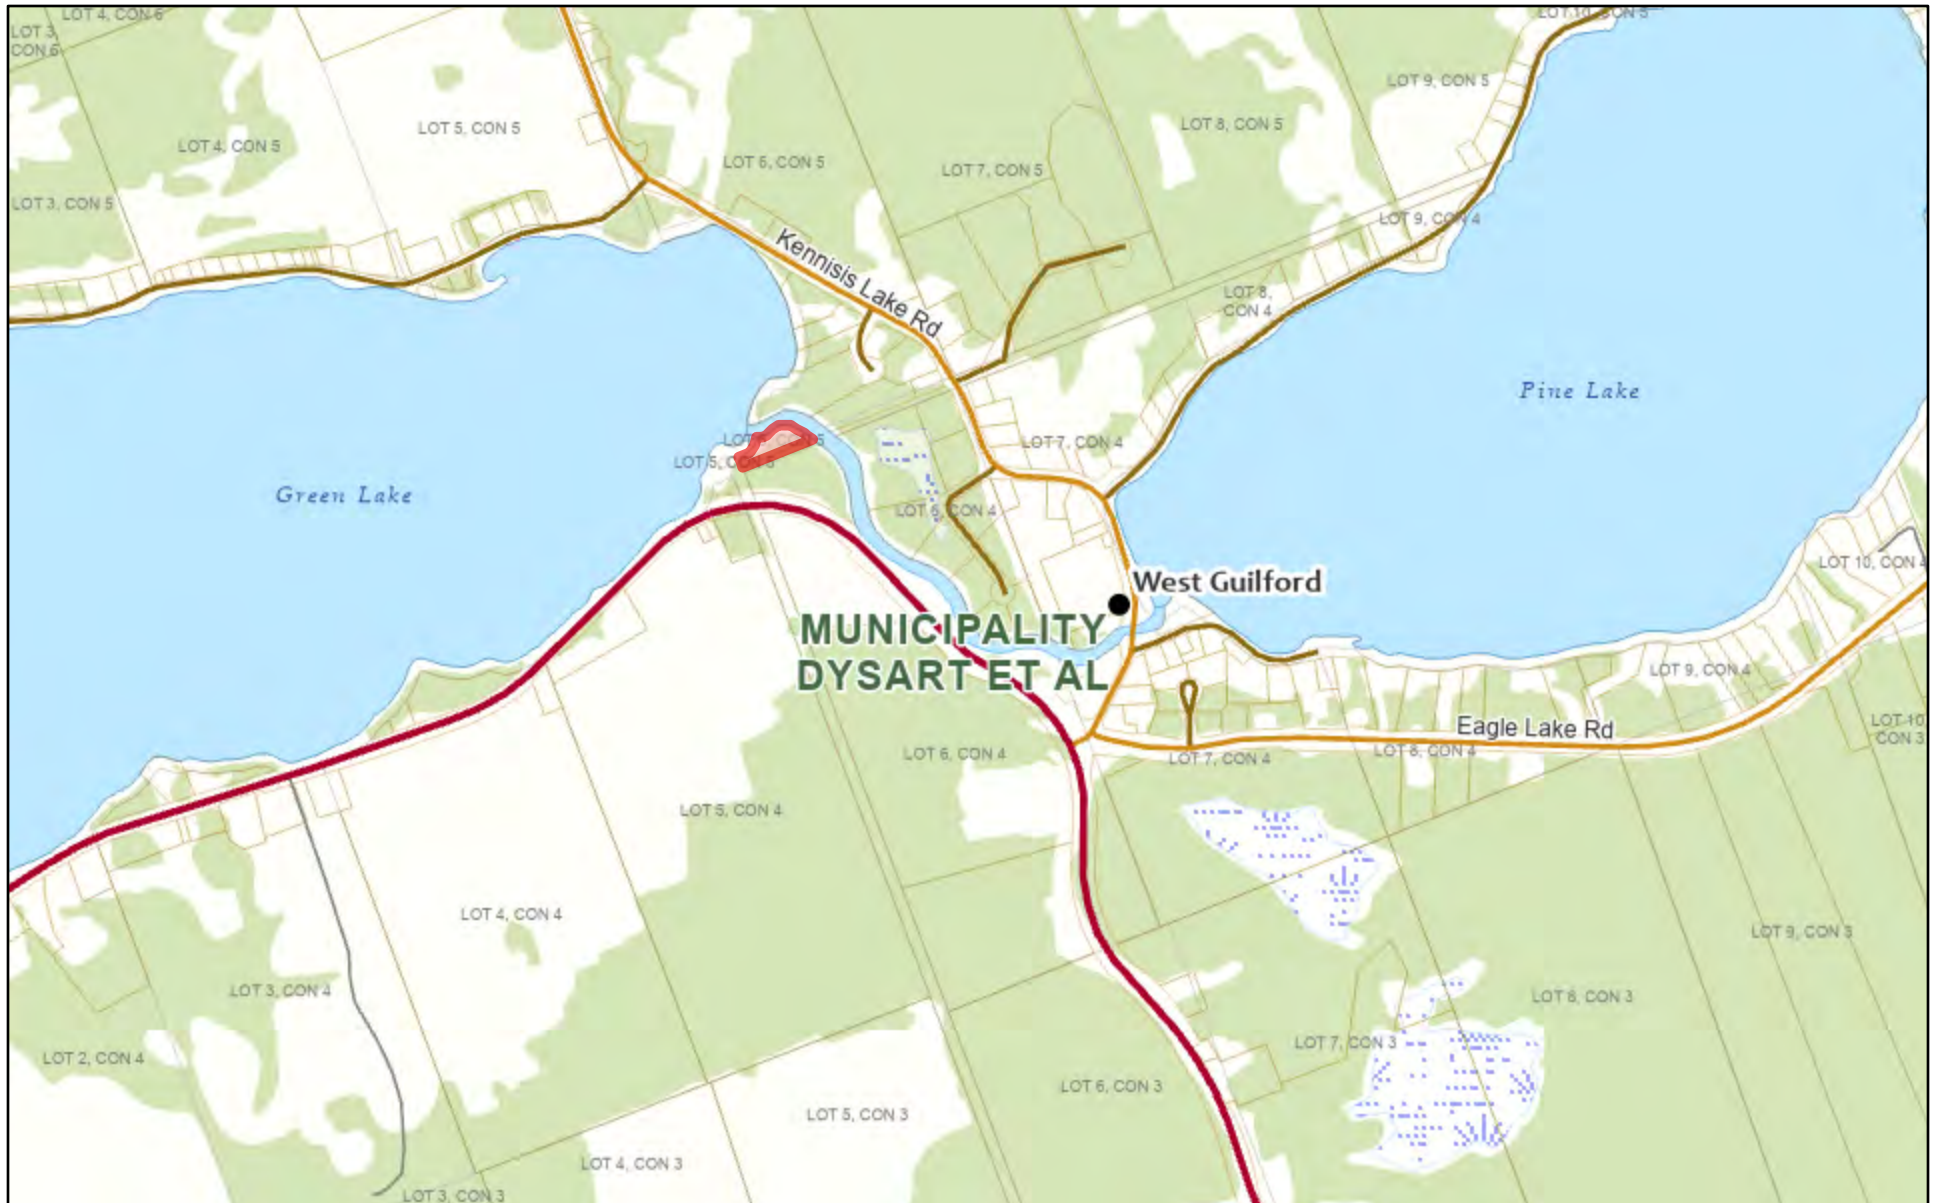 LOT 4, CON 6
LOT 10, CON 5
LOT 3,
CON 6
LOT 9, CON 5
LOT 5, CON 5
LOT 8, CON 5
LOT 4, CON 5
LOT 6, CON 5
LOT 7, CON 5
LOT 3, CON 5
LOT 9, CON 4
Kennisis Lake Rd
LOT 8,
CON 4
Pine Lake
LOT CON 5
LOT 7, CON 4
LOT 5, CON 5
Green Lake
LOT 6, CON 4
LOT 10, CON 4
West Guilford
MUNICIPALITY
DYSART ET AL
LOT 9, CON 4
Eagle Lake Rd
LOT 10
CON 3
LOT 6, CON 4
LOT 7, CON 4
LOT 8, CON 4
LOT 5, CON 4
LOT 4, CON 4
LOT 9, CON 3
LOT 3, CON 4
LOT 8, CON 3
LOT 7, CON 3
LOT 2, CON 4
LOT 6, CON 3
LOT 5, CON 3
LOT 4, CON 3
LOT 3, CON 3